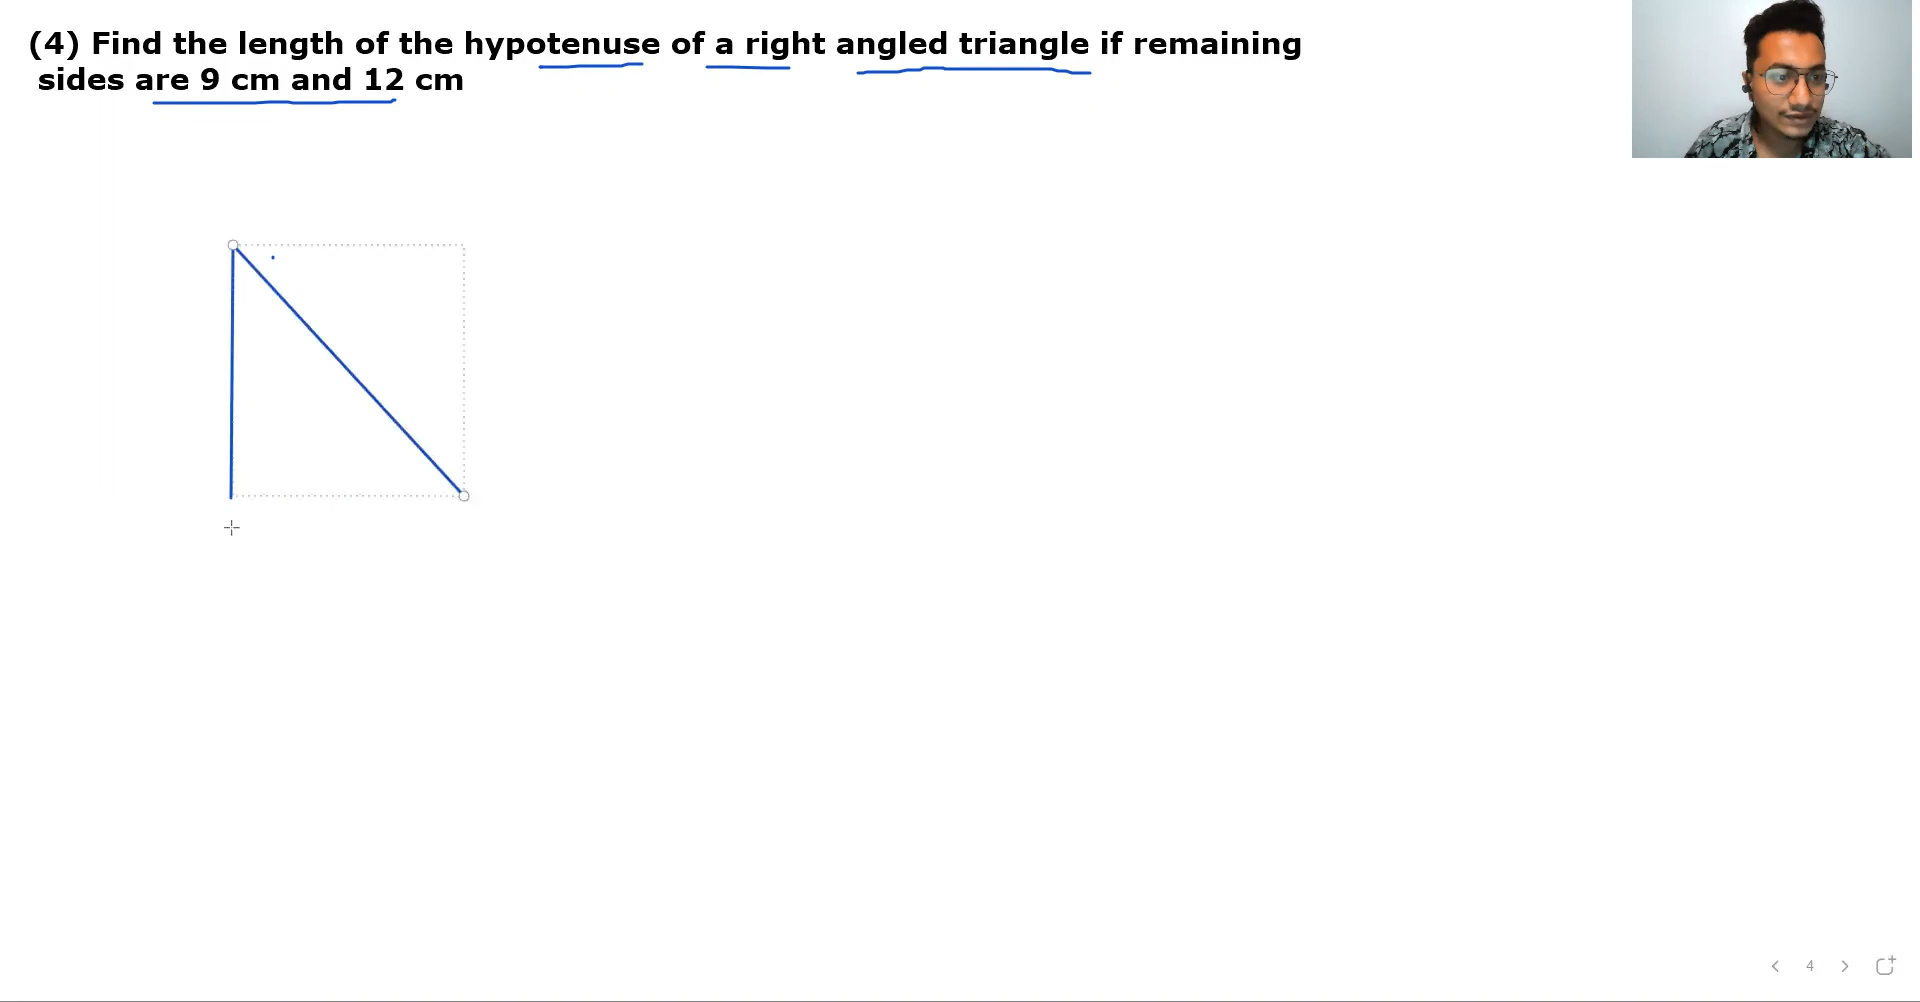 (4) Find the length of the hypotenuse of a right angled triangle if remaining
sides are 9 cm and 12 cm
4